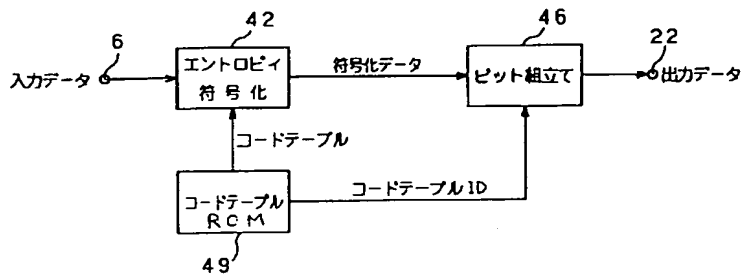 42
46
6
22
入力データ
エントロピィ
符号化
符号化データ
ビット組立て
出力データ
コードテーブル
コードテーブルID
コードテーブル
ROM
49